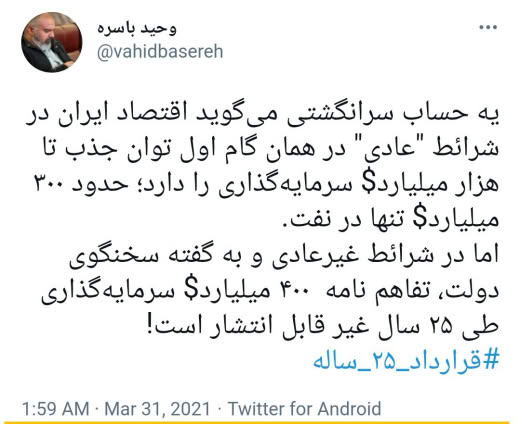 وحید باسره
@vahidbasereh
یه حساب سرانگشتی می‌گوید اقتصاد ایران در
شرائط "عادی" در همان گام اول توان جذب تا
هزار میلیارد$ سرمایه‌گذاری را دارد؛ حدود ۳۰۰
میلیارد$ تنها در نفت.
اما در شرائط غیرعادی و به گفته سخنگوی
دولت، تفاهم نامه ۴۰۰ میلیارد$ سرمایه‌گذاری
طی ۲۵ سال غیر قابل انتشار است!
#قرارداد_۲۵_ساله
1:59 AM · Mar 31, 2021 · Twitter for Android